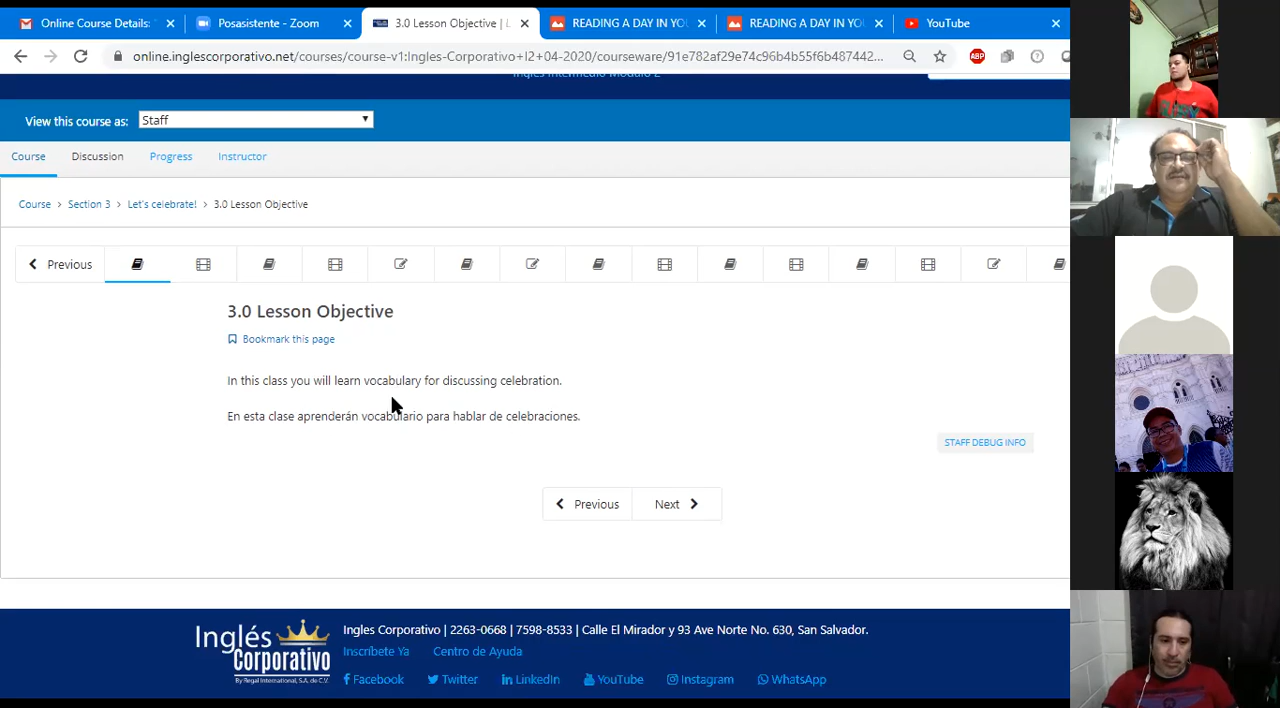 Online Course Details:
Posasistente - Zoom
3.0 Lesson Objective |
READING A DAY IN YO
READING A DAY IN YO
YouTube
online.inglescorporativo.net/courses/course-v1:Ingles-Corporativo+I2+04-2020/courseware/91e782af29e74c96b4b55f6b487442...
ABP
Inglés Intermedio Módulo 2
View this course as: Staff
Course Discussion Progress Instructor
Course > Section 3 > Let's celebrate! > 3.0 Lesson Objective
Previous
3.0 Lesson Objective
Bookmark this page
In this class you will learn vocabulary for discussing celebration.
En esta clase aprenderán vocabulario para hablar de celebraciones.
STAFF DEBUG INFO
Previous Next
Inglés Corporativo
By Regal International, S.A. de C.V.
Ingles Corporativo | 2263-0668 | 7598-8533 | Calle El Mirador y 93 Ave Norte No. 630, San Salvador.
Inscríbete Ya Centro de Ayuda
Facebook Twitter LinkedIn YouTube Instagram WhatsApp